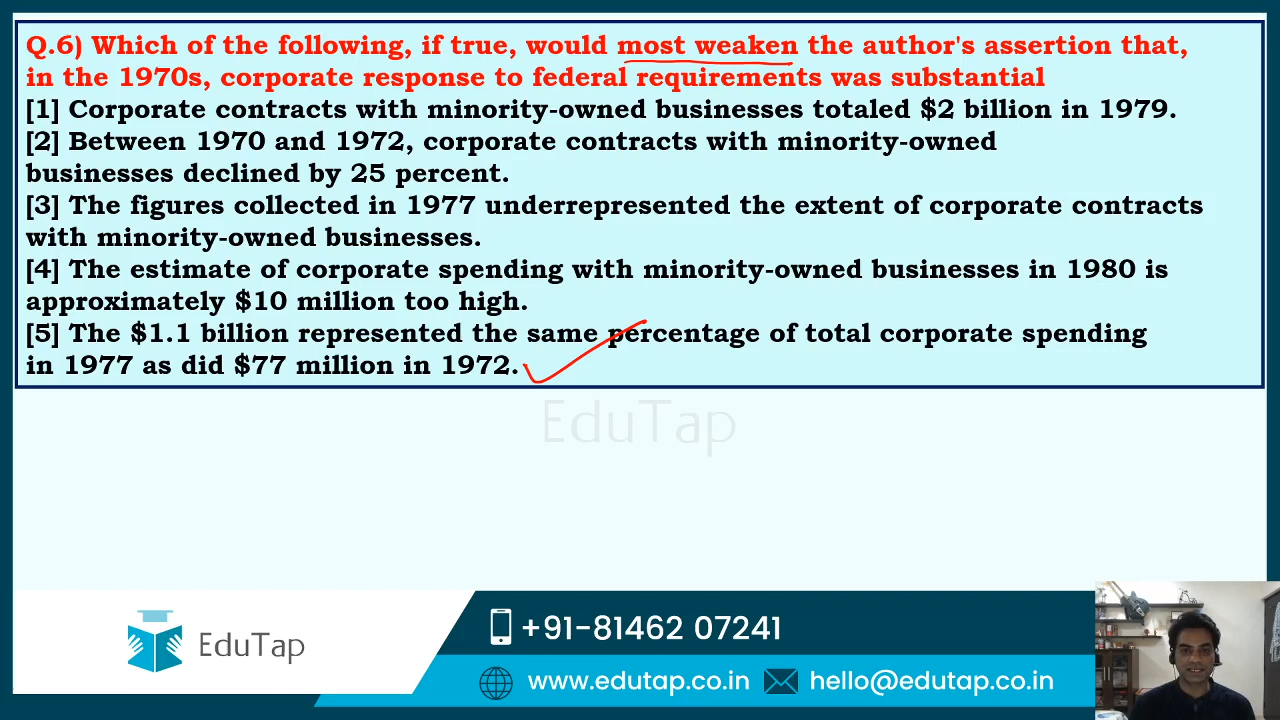 Q.6) Which of the following, if true, would most weaken the author's assertion that,
in the 1970s, corporate response to federal requirements was substantial
[1] Corporate contracts with minority-owned businesses totaled $2 billion in 1979.
[2] Between 1970 and 1972, corporate contracts with minority-owned
businesses declined by 25 percent.
[3] The figures collected in 1977 underrepresented the extent of corporate contracts
with minority-owned businesses.
[4] The estimate of corporate spending with minority-owned businesses in 1980 is
approximately $10 million too high.
[5] The $1.1 billion represented the same percentage of total corporate spending
in 1977 as did $77 million in 1972.
EduTap
EduTap
+91-81462 07241
www.edutap.co.in
hello@edutap.co.in